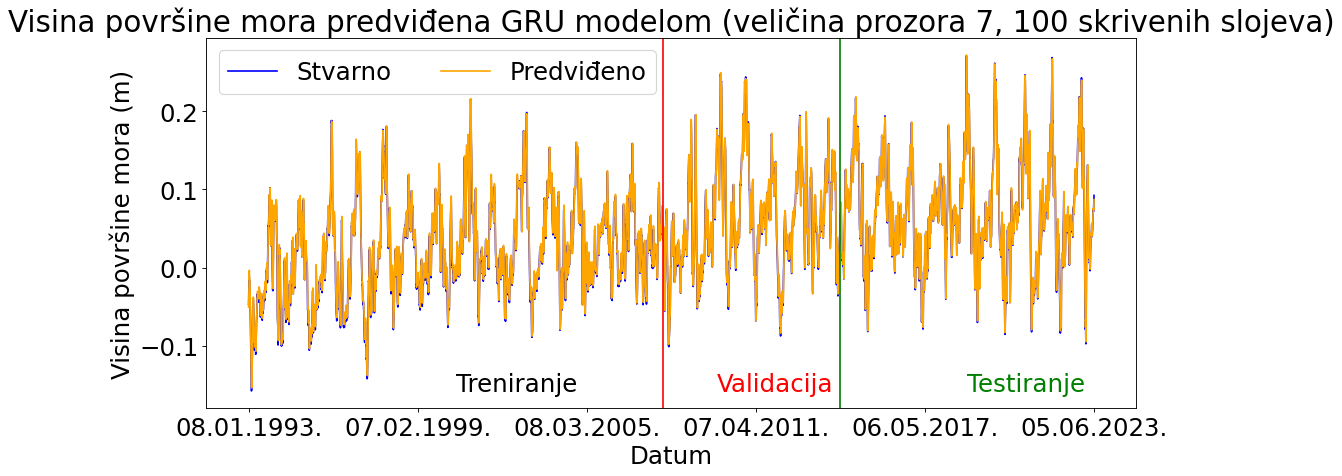 Visina površine mora predviđena GRU modelom (veličina prozora 7, 100 skrivenih slojeva)
Stvarno
Predviđeno
Visina površine mora (m)
0.2
0.1
0.0
−0.1
Treniranje
Validacija
Testiranje
08.01.1993.
07.02.1999.
08.03.2005.
07.04.2011.
06.05.2017.
05.06.2023.
Datum